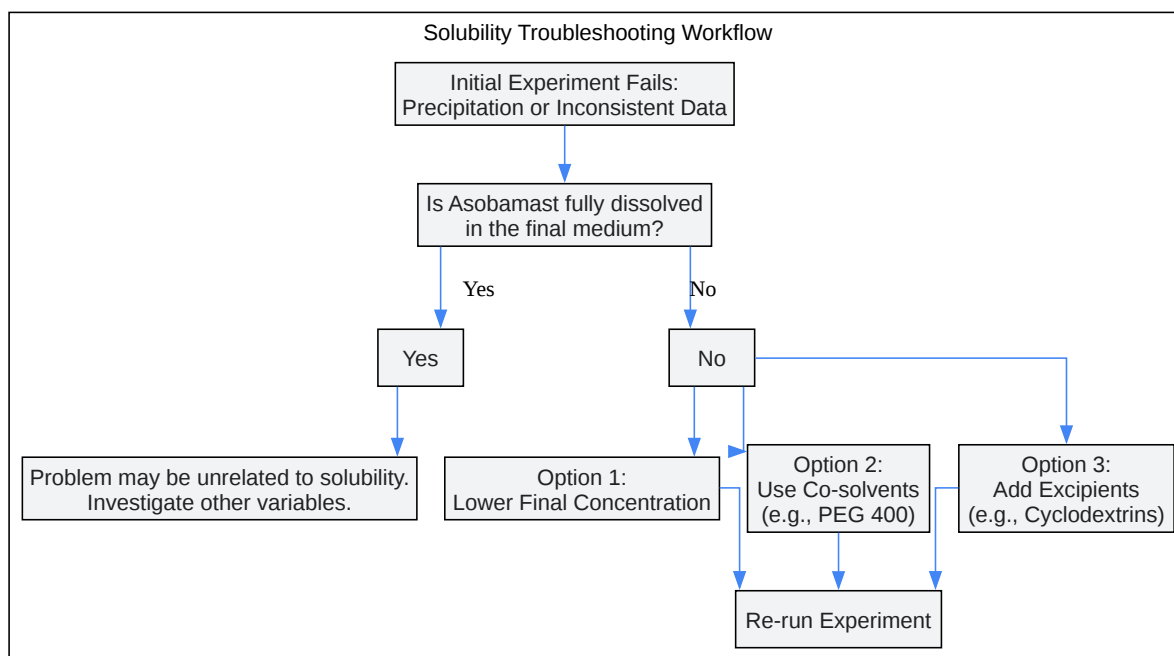 Solubility Troubleshooting Workflow
Initial Experiment Fails:
Precipitation or Inconsistent Data
Is Asobamast fully dissolved
in the final medium?
Yes
No
Yes
No
Problem may be unrelated to solubility.
Investigate other variables.
Option 1:
Lower Final Concentration
Option 2:
Use Co-solvents
(e.g., PEG 400)
Option 3:
Add Excipients
(e.g., Cyclodextrins)
Re-run Experiment